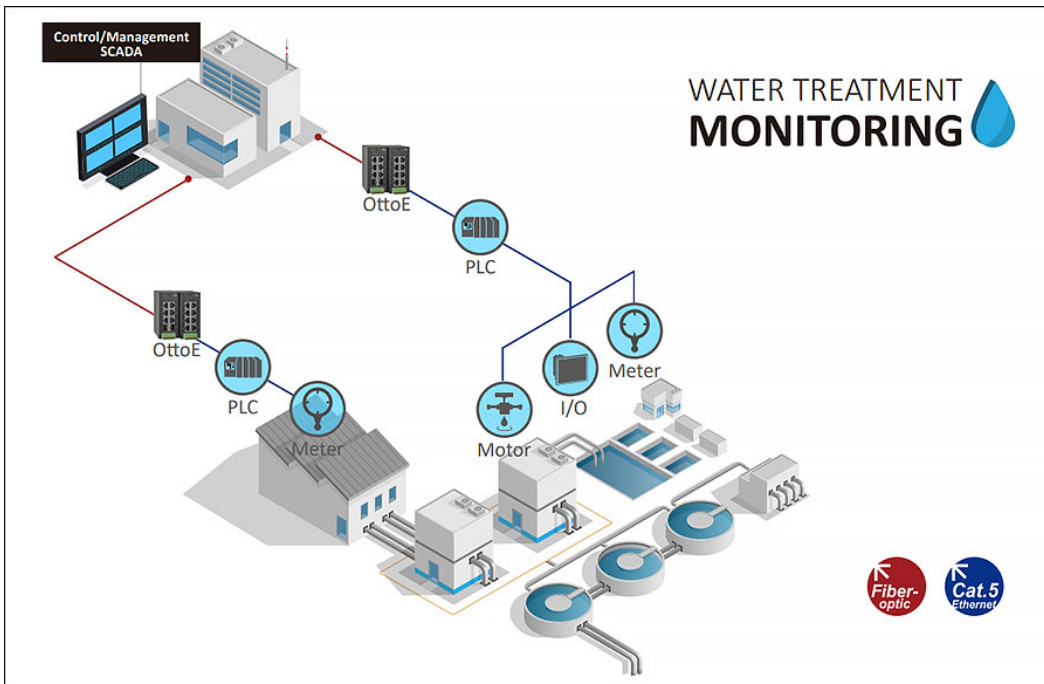 Control/Management
SCADA
WATER TREATMENT
MONITORING
OttoE
PLC
OttoE
PLC
Meter
Meter
I/O
Motor
Fiber-
optic
Cat.5
Ethernet